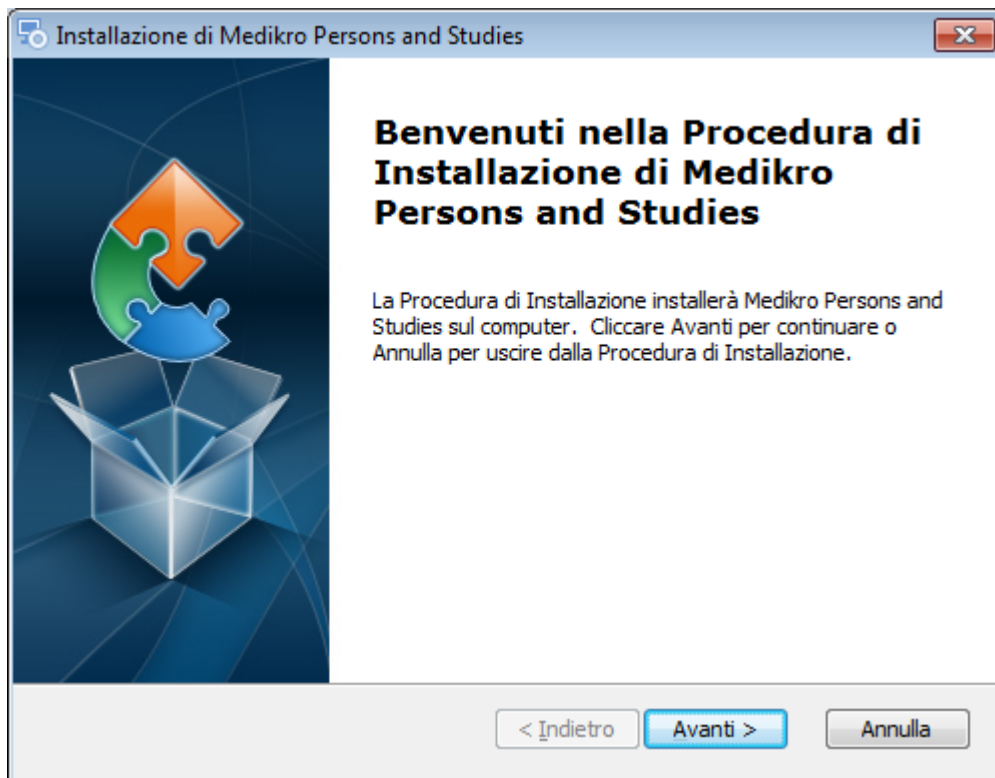 Installazione di Medikro Persons and Studies
Benvenuti nella Procedura di
Installazione di Medikro
Persons and Studies
La Procedura di Installazione installerà Medikro Persons and
Studies sul computer.  Cliccare Avanti per continuare o
Annulla per uscire dalla Procedura di Installazione.
< Indietro
Avanti >
Annulla